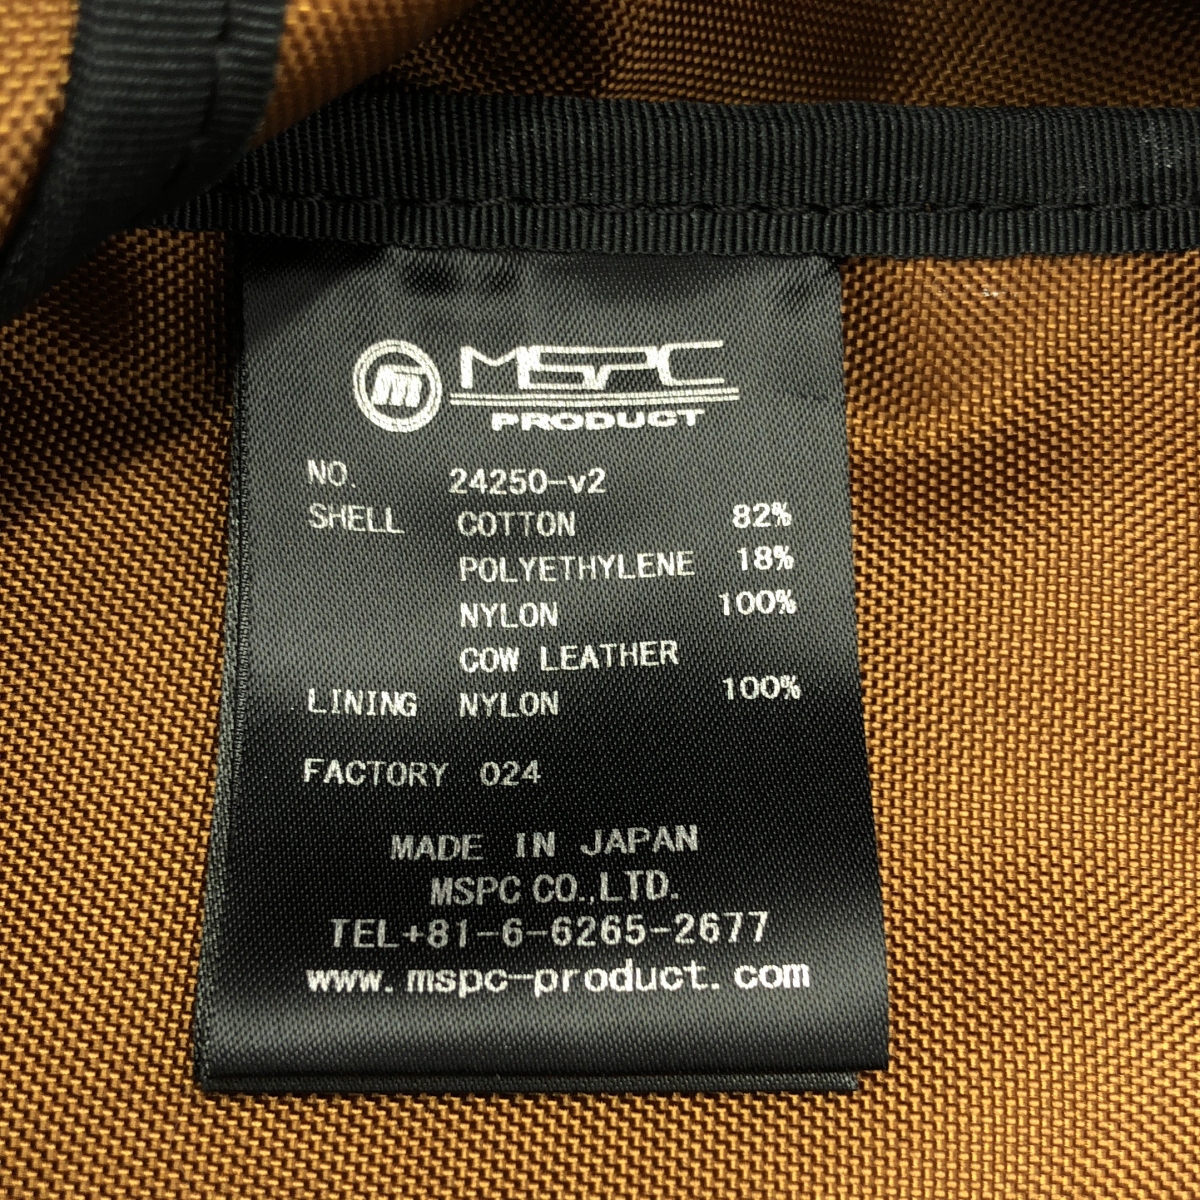 m MSPC
PRODUCT
NO. 24250-v2
SHELL COTTON 82%
POLYETHYLENE 18%
NYLON 100%
COW LEATHER
LINING NYLON 100%
FACTORY 024
MADE IN JAPAN
MSPC CO.,LTD.
TEL+81-6-6265-2677
www.mspc-product.com